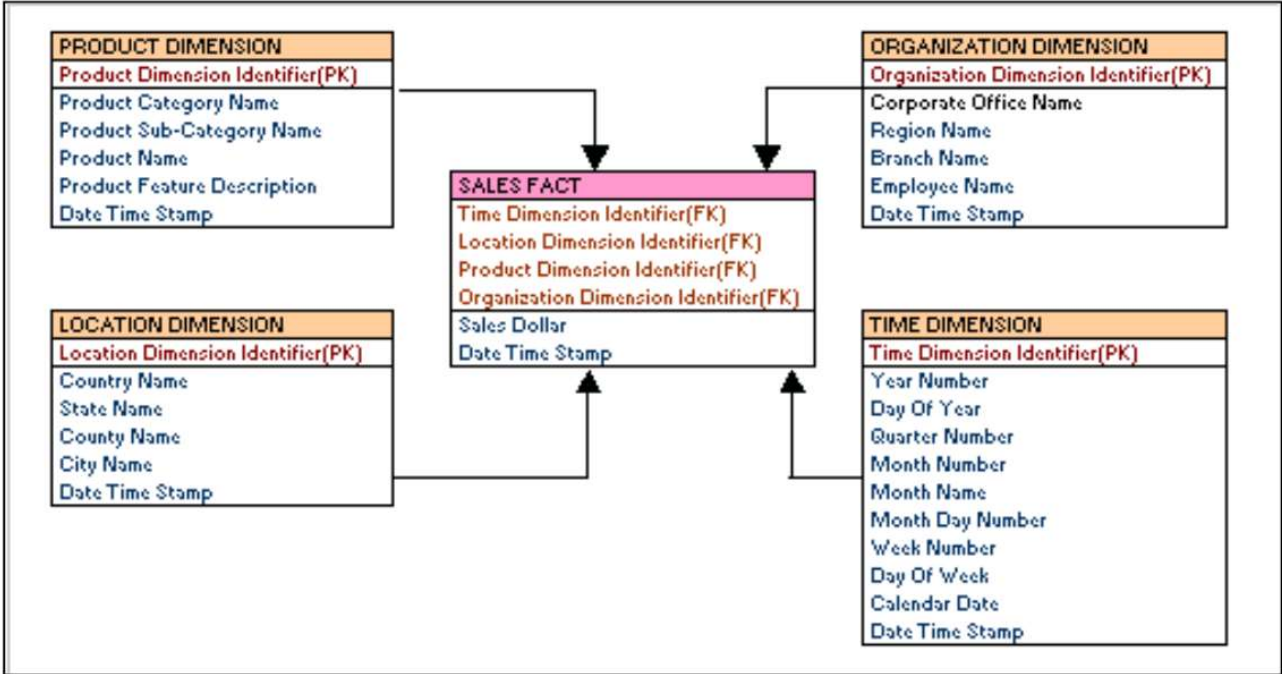 PRODUCT DIMENSION
Product Dimension Identifier(PK)
Product Category Name
Product Sub-Category Name
Product Name
Product Feature Description
Date Time Stamp
ORGANIZATION DIMENSION
Organization Dimension Identifier(PK)
Corporate Office Name
Region Name
Branch Name
Employee Name
Date Time Stamp
SALES FACT
Time Dimension Identifier(FK)
Location Dimension Identifier(FK)
Product Dimension Identifier(FK)
Organization Dimension Identifier(FK)
Sales Dollar
Date Time Stamp
LOCATION DIMENSION
Location Dimension Identifier(PK)
Country Name
State Name
County Name
City Name
Date Time Stamp
TIME DIMENSION
Time Dimension Identifier(PK)
Year Number
Day Of Year
Quarter Number
Month Number
Month Name
Month Day Number
Week Number
Day Of Week
Calendar Date
Date Time Stamp